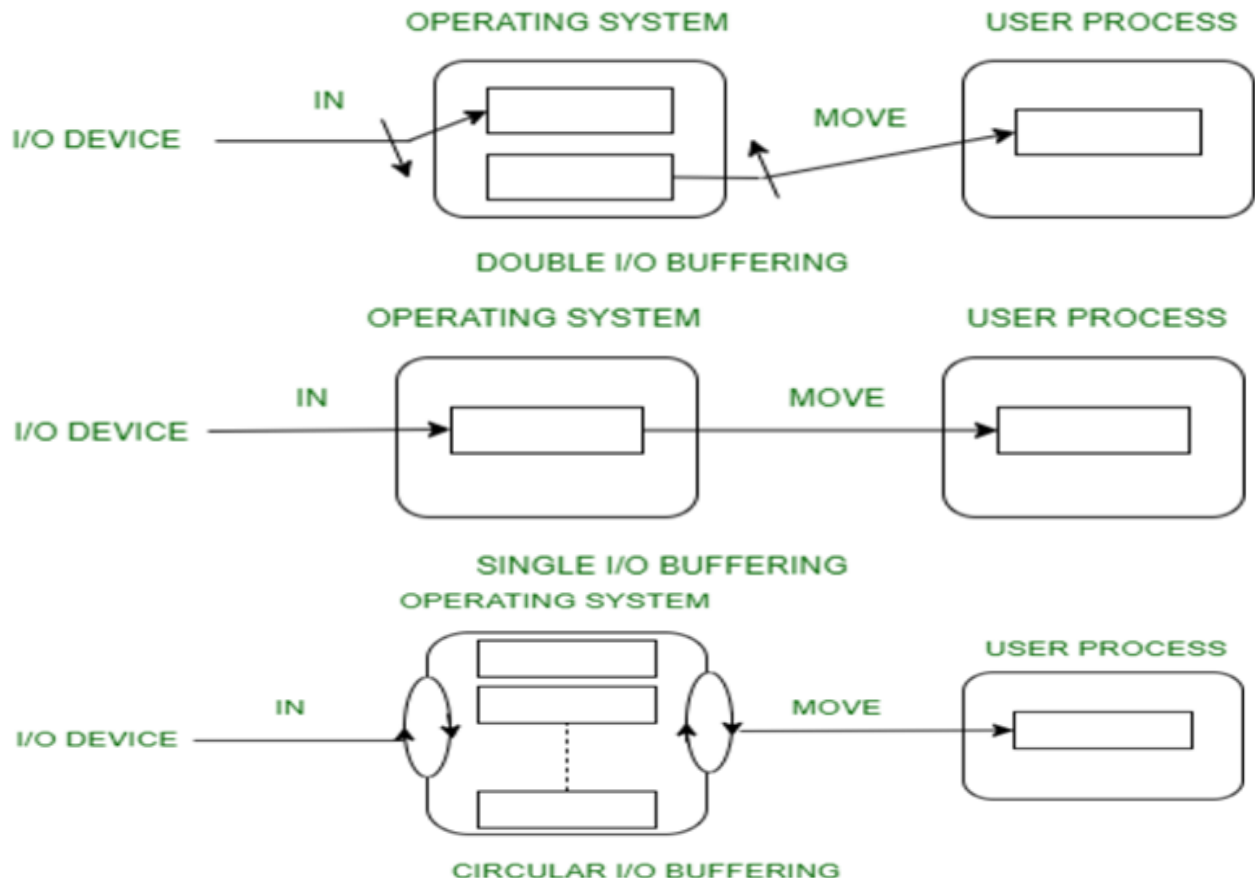 OPERATING SYSTEM USER PROCESS
IN
MOVE
I/O DEVICE
DOUBLE I/O BUFFERING
OPERATING SYSTEM USER PROCESS
IN MOVE
I/O DEVICE
SINGLE I/O BUFFERING
OPERATING SYSTEM
USER PROCESS
IN MOVE
I/O DEVICE
CIRCULAR I/O BUFFERING